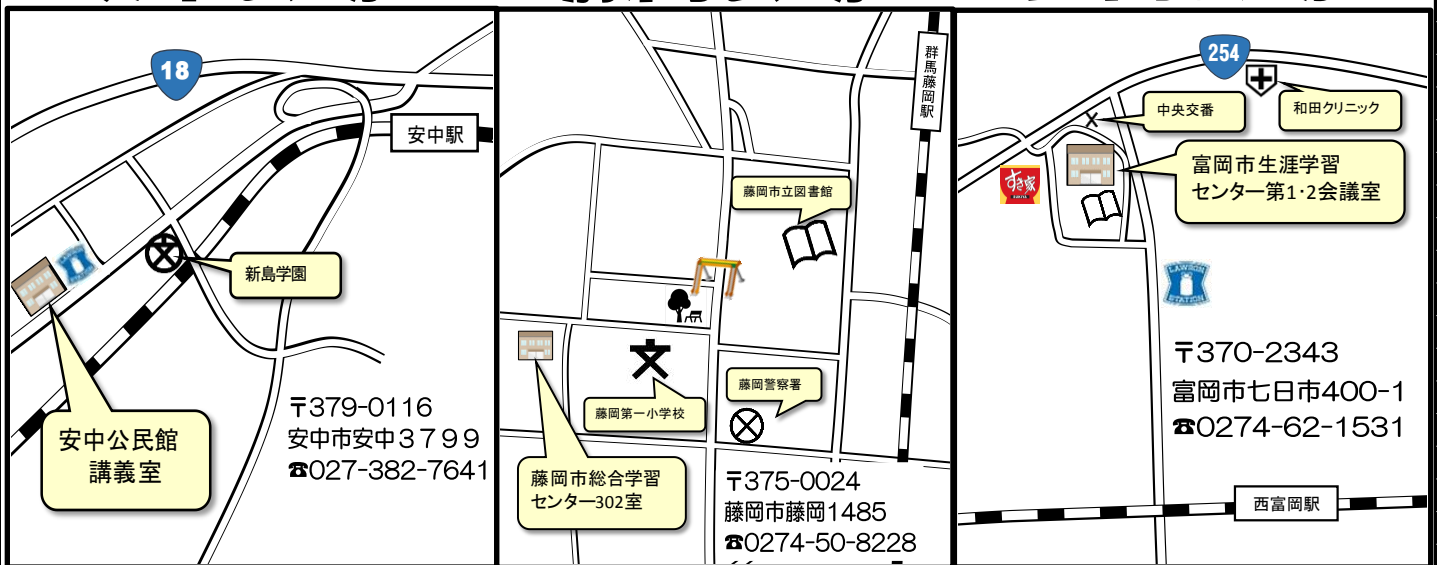 18
安中駅
新島学園
安中公民館
講義室
〒379-0116
安中市安中3799
☎027-382-7641
群馬藤岡駅
藤岡市立図書館
藤岡第一小学校
藤岡警察署
藤岡市総合学習
センター302室
〒375-0024
藤岡市藤岡1485
☎0274-50-8228
254
中央交番
和田クリニック
すき家
富岡市生涯学習
センター第1･2会議室
LAWSON
STATION
〒370-2343
富岡市七日市400-1
☎0274-62-1531
西富岡駅